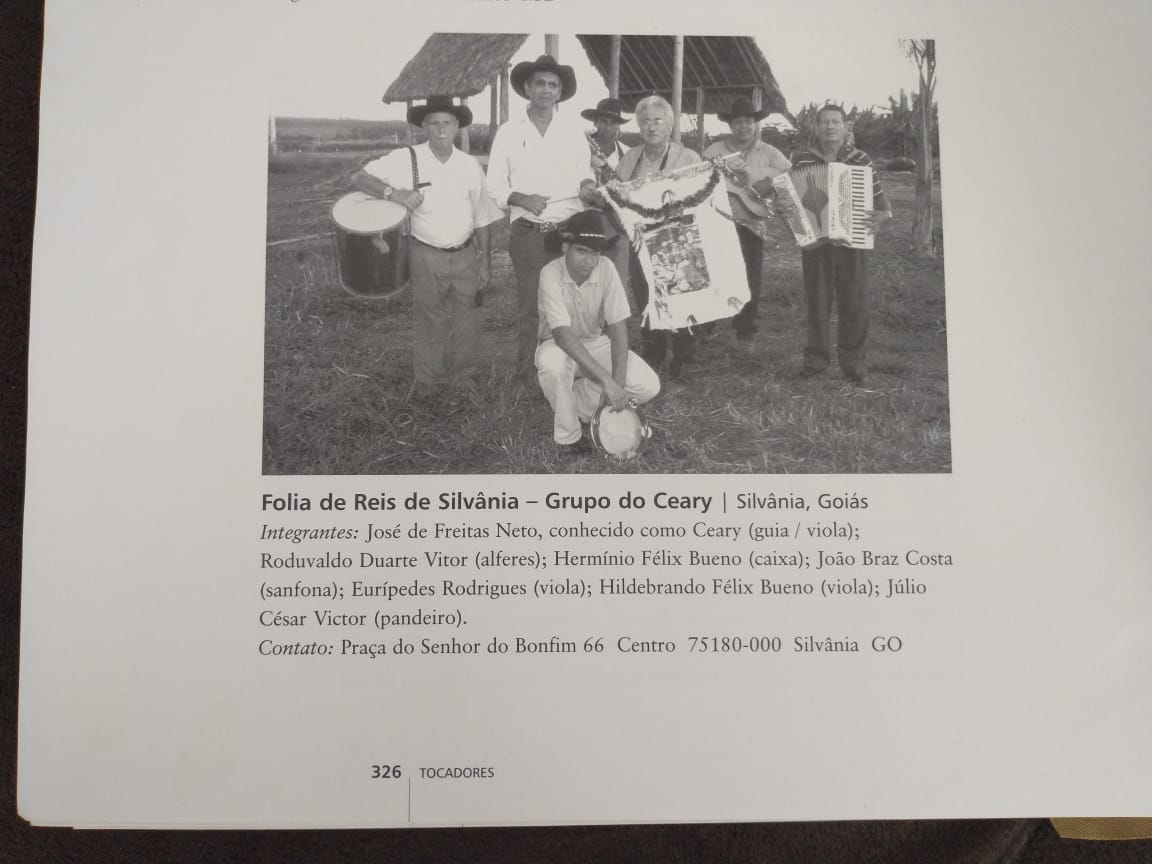 Folia de Reis de Silvânia – Grupo do Ceary | Silvânia, Goiás
Integrantes: José de Freitas Neto, conhecido como Ceary (guia / viola);
Roduvaldo Duarte Vitor (alferes); Hermínio Félix Bueno (caixa); João Braz Costa
(sanfona); Eurípedes Rodrigues (viola); Hildebrando Félix Bueno (viola); Júlio
César Victor (pandeiro).
Contato: Praça do Senhor do Bonfim 66 Centro 75180-000 Silvânia GO
326 | TOCADORES